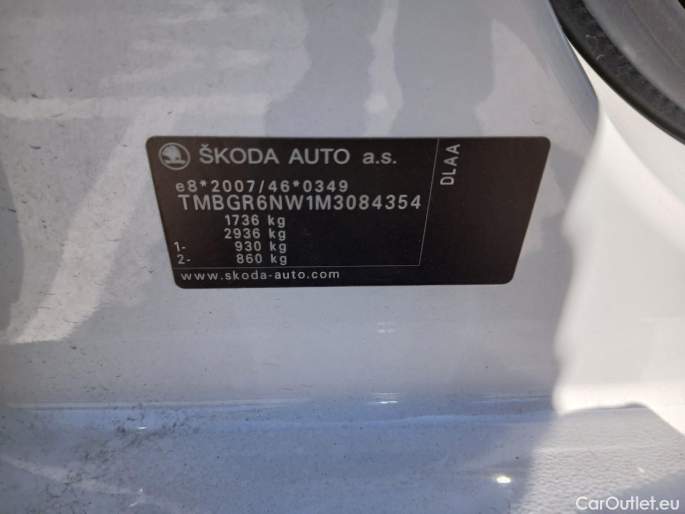 ŠKODA AUTO a.s.
e8*2007/46*0349
TMBGR6NW1M3084354
1736 kg
2936 kg
1- 930 kg
2- 860 kg
www.skoda-auto.com
DLAA
CarOutlet.eu